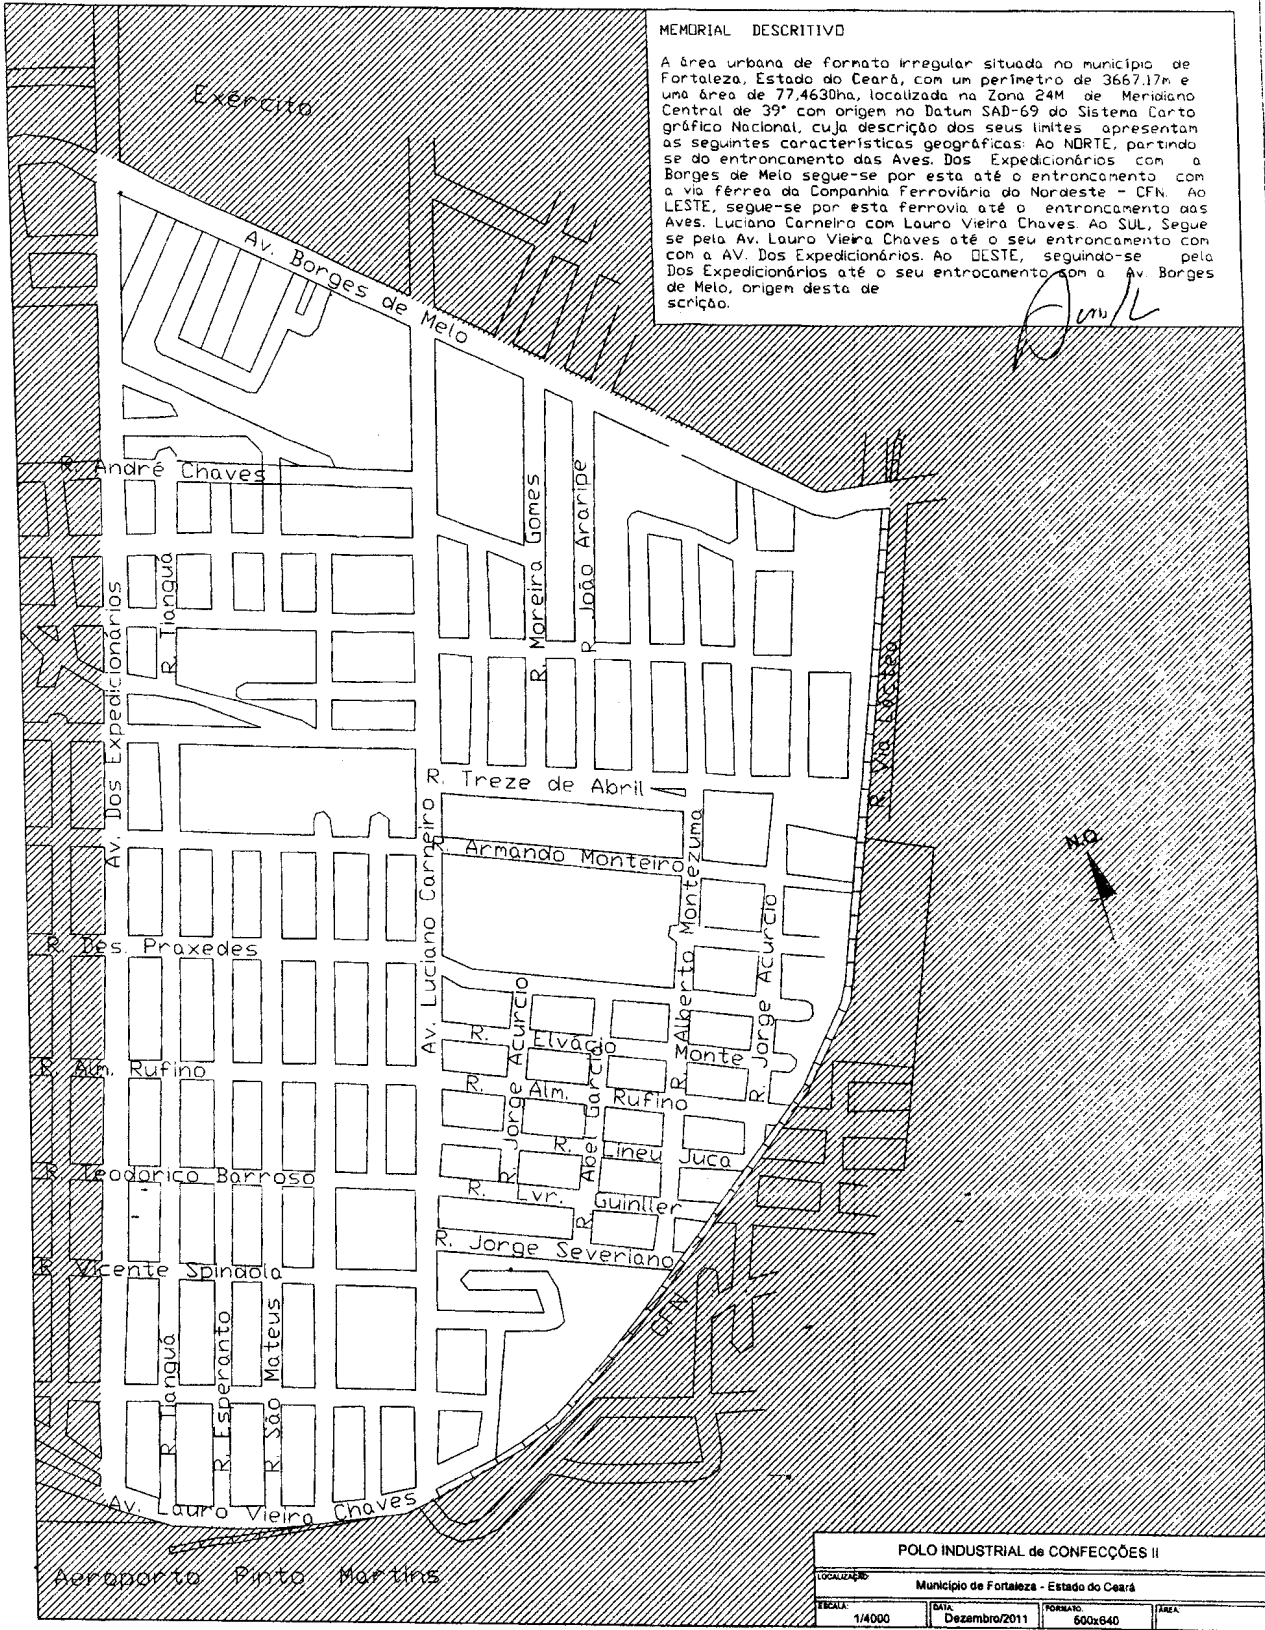 MEMORIAL DESCRITIVO
A área urbana de formato irregular situada no município de
Fortaleza, Estado do Ceará, com um perímetro de 3667.17m e
uma área de 77,4630ha, localizada na Zona 24M de Meridiano
Central de 39° com origem no Datum SAD-69 do Sistema Carto
gráfico Nacional, cuja descrição dos seus limites apresentam
as seguintes características geográficas: Ao NORTE, partindo
se do entroncamento das Aves. Dos Expedicionários com a
Borges de Melo segue-se por esta até o entroncamento com
a via férrea da Companhia Ferroviária do Nordeste - CFN. Ao
LESTE, segue-se por esta ferrovia até o entroncamento das
Aves. Luciano Carneiro com Lauro Vieira Chaves. Ao SUL, Segue
se pela Av. Lauro Vieira Chaves até o seu entroncamento com
com a AV. Dos Expedicionários. Ao OESTE, seguindo-se pela
Dos Expedicionários até o seu entrocamento com a Av. Borges
de Melo, origem desta de
scrição.
Exército
Av. Borges de Melo
R. André Chaves
R. Moreira Gomes
R. João Araripe
R. Tianguá
Av. Dos Expedicionários
R. Via Láctea
R. Treze de Abril
Av. Luciano Carneiro
R. Armando Monteiro
R. Alberto Montezuma
R. Jorge Acurcio
N.Q
R. Des. Praxedes
R. Jorge Acurcio
R. Elvácio Monte
R. Alm. Rufino
R. Alm. Rufino
R. Abel Garcia
R. Lineu Juca
R. Teodorico Barroso
R. Lvr. Guinller
R. Jorge Severiano
R. Vicente Spindola
CFN
R. Tianguá
R. Esperanto
R. São Mateus
Av. Lauro Vieira Chaves
Aeroporto Pinto Martins
POLO INDUSTRIAL de CONFECÇÕES II
LOCALIZAÇÃO:
Município de Fortaleza - Estado do Ceará
ESCALA: 1/4000
DATA: Dezembro/2011
FORMATO: 600x640
ÁREA: